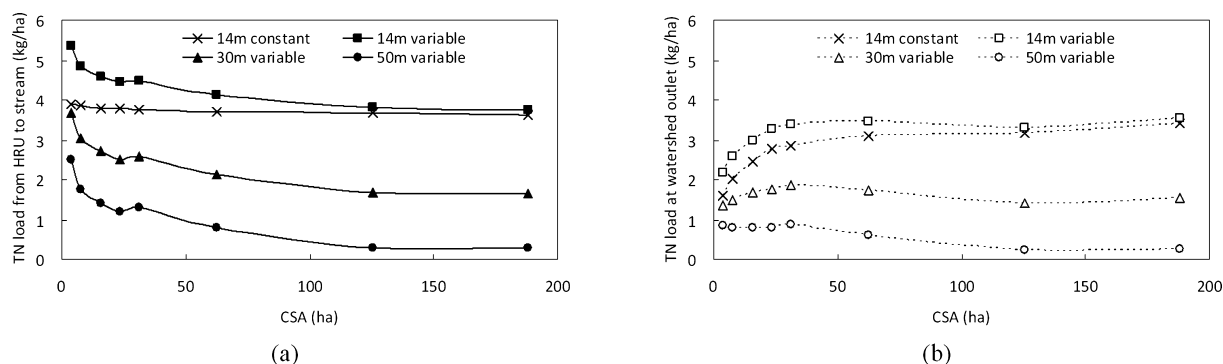 TN load from HRU to stream (kg/ha)
6
5
4
3
2
1
0
14m constant
14m variable
30m variable
50m variable
0 50 100 150 200
CSA (ha)
(a)
TN load at watershed outlet (kg/ha)
6
5
4
3
2
1
0
14m constant
14m variable
30m variable
50m variable
0 50 100 150 200
CSA (ha)
(b)